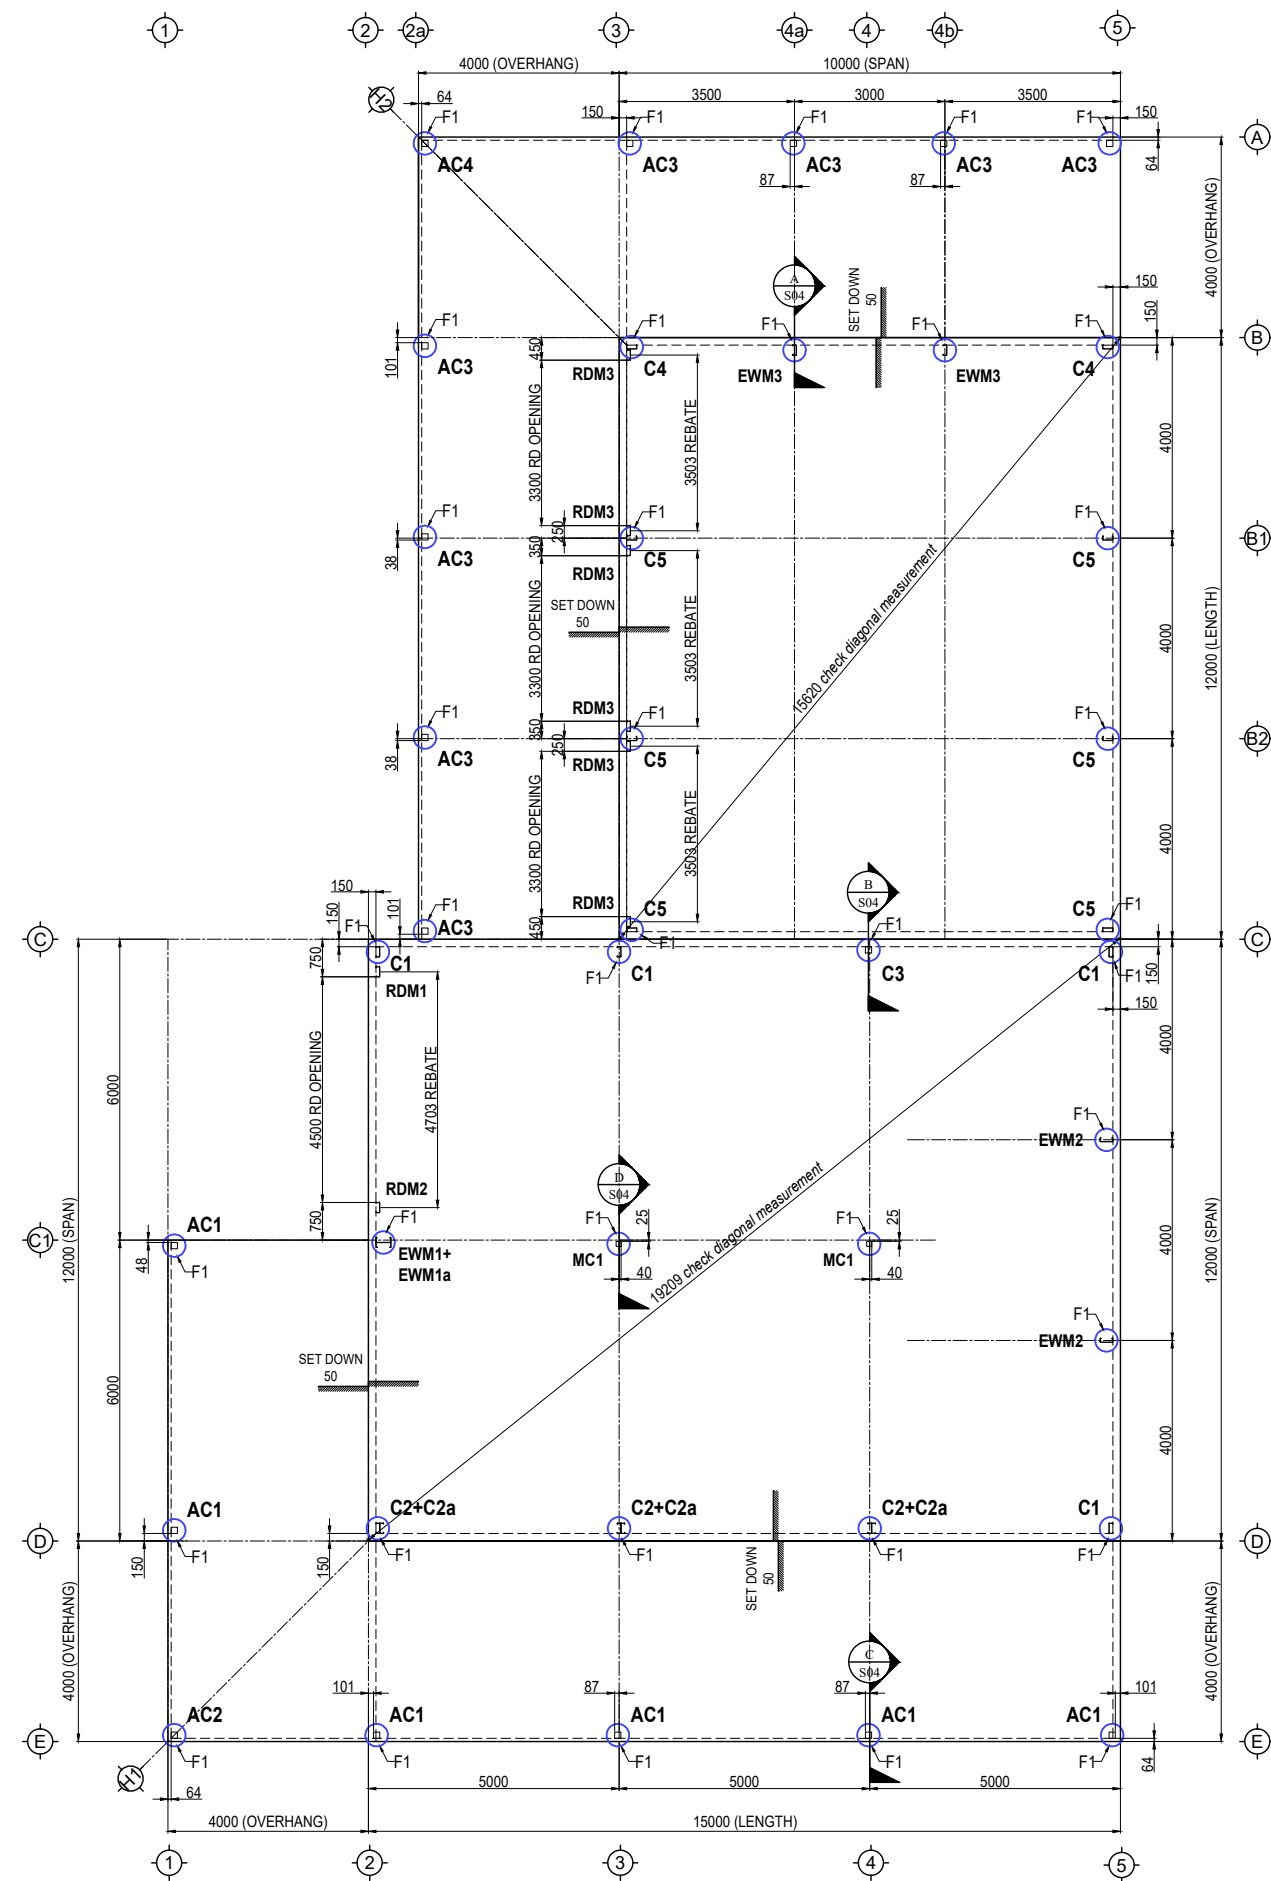 1
2
2a
3
4a
4
4b
5
4000 (OVERHANG)
10000 (SPAN)
3500
3000
3500
H2
64
F1
150
F1
F1
F1
F1
150
A
AC4
AC3
AC3
AC3
AC3
64
87
87
4000 (OVERHANG)
A
S04
SET DOWN
50
150
150
F1
F1
F1
F1
F1
B
101
AC3
450
RDM3
C4
EWM3
EWM3
C4
3300 RD OPENING
3503 REBATE
4000
F1
RDM3
F1
F1
250
B1
38
AC3
350
C5
C5
RDM3
15620 check diagonal measurement
SET DOWN
50
3300 RD OPENING
3503 REBATE
4000
12000 (LENGTH)
F1
RDM3
F1
F1
350
B2
38
AC3
250
RDM3
C5
C5
3300 RD OPENING
3503 REBATE
4000
B
S04
150
101
150
F1
RDM3
C5
C5
F1
F1
AC3
450
F1
F1
C
C
750
C1
F1
C1
C3
C1
F1
150
RDM1
150
6000
4500 RD OPENING
4703 REBATE
4000
F1
EWM2
D
S04
19209 check diagonal measurement
RDM2
12000 (SPAN)
12000 (SPAN)
AC1
750
F1
F1
25
F1
25
C1
48
F1
EWM1+
EWM1a
MC1
40
MC1
40
4000
F1
EWM2
SET DOWN
50
6000
4000
AC1
C2+C2a
C2+C2a
C2+C2a
C1
D
D
150
F1
150
F1
F1
F1
F1
SET DOWN
50
4000 (OVERHANG)
4000 (OVERHANG)
C
S04
101
87
87
101
AC2
AC1
AC1
AC1
AC1
E
E
F1
F1
F1
F1
F1
64
H1
64
5000
5000
5000
4000 (OVERHANG)
15000 (LENGTH)
1
2
3
4
5